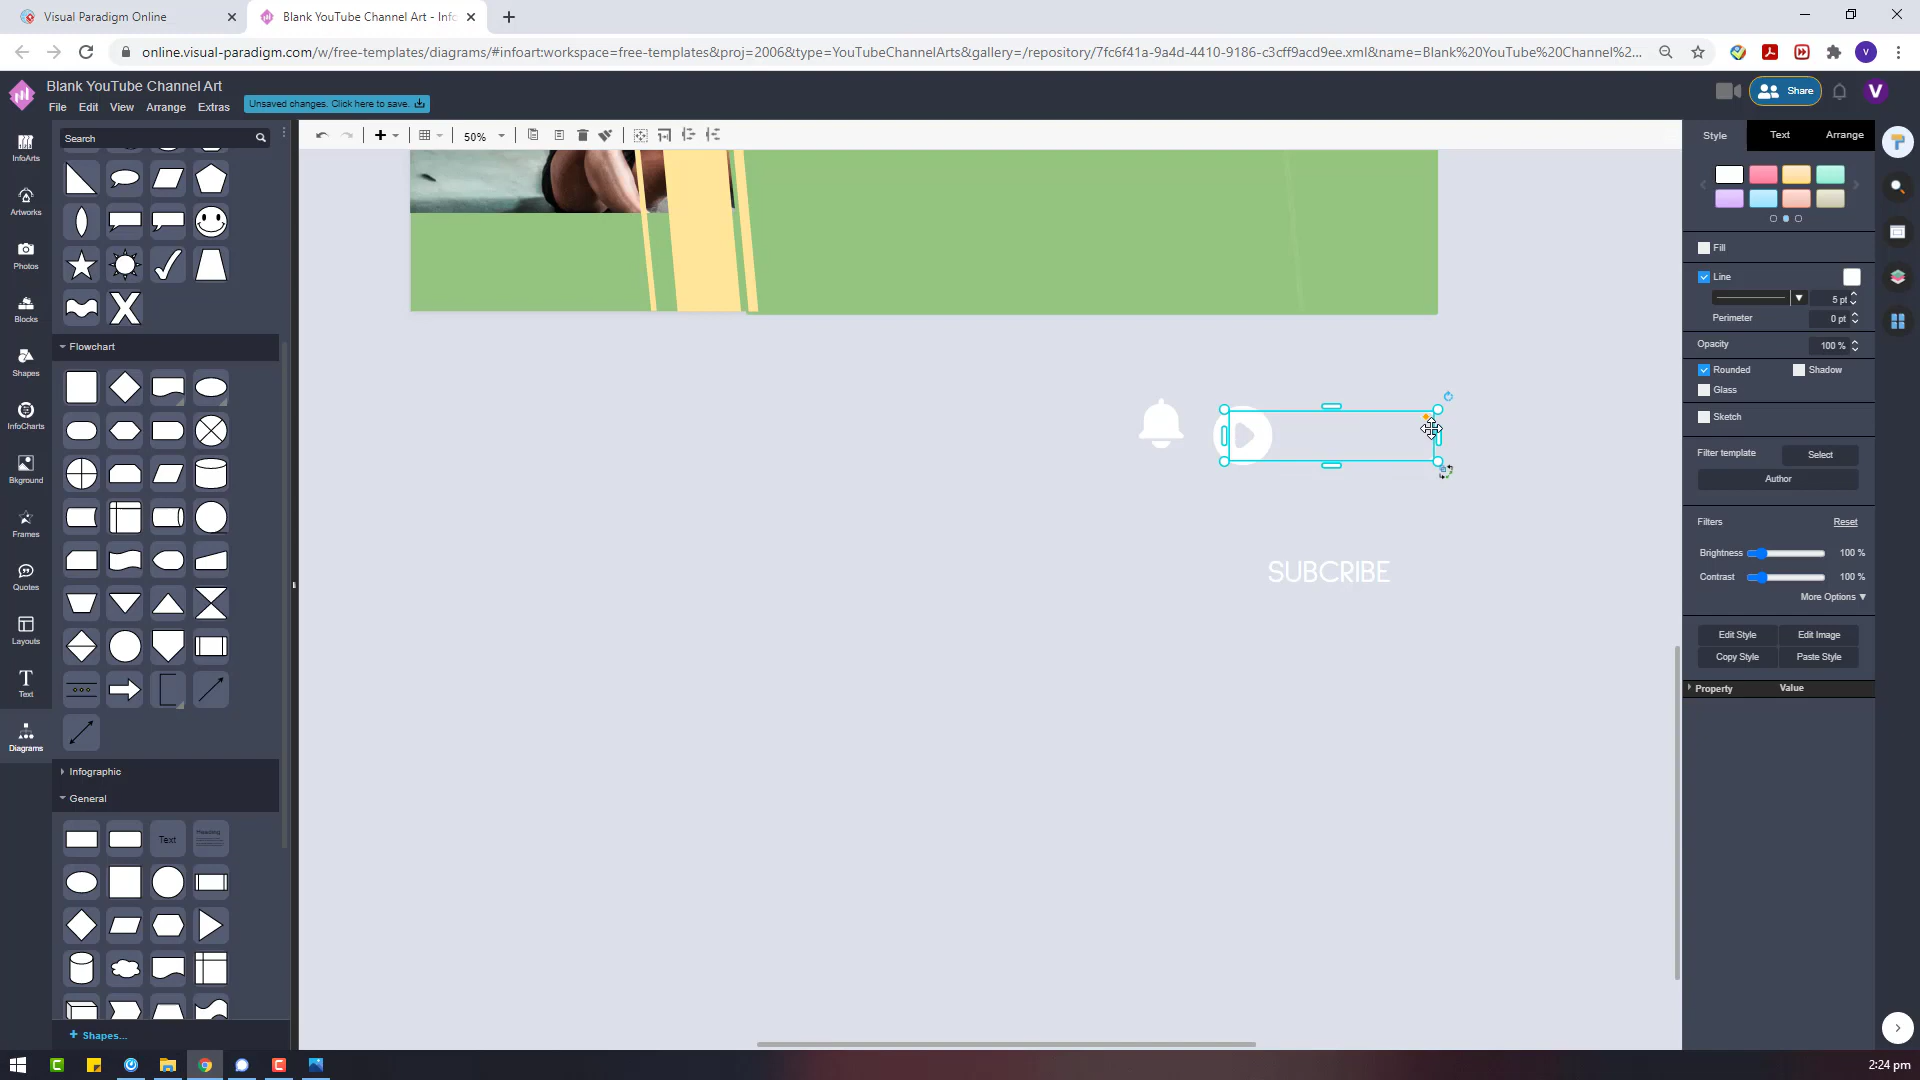 Visual Paradigm Online
Blank YouTube Channel Art - Info
online.visual-paradigm.com/w/free-templates/diagrams/#infoart:workspace=free-templates&proj=2006&type=YouTubeChannelArts&gallery=/repository/7fc6f41a-9a4d-4410-9186-c3cff9acd9ee.xml&name=Blank%20YouTube%20Channel%2...
V
Blank YouTube Channel Art
File Edit View Arrange Extras
Unsaved changes. Click here to save.
Share
V
InfoArts
Artworks
Photos
Blocks
Shapes
InfoCharts
Bkground
Frames
Quotes
Layouts
Text
Diagrams
Search
Flowchart
Infographic
General
Text
Heading
+ Shapes...
50%
SUBCRIBE
Style Text Arrange
Fill
Line
5 pt
Perimeter 0 pt
Opacity 100 %
Rounded Shadow
Glass
Sketch
Filter template Select
Author
Filters Reset
Brightness 100 %
Contrast 100 %
More Options ▼
Edit Style Edit Image
Copy Style Paste Style
Property Value
2:24 pm